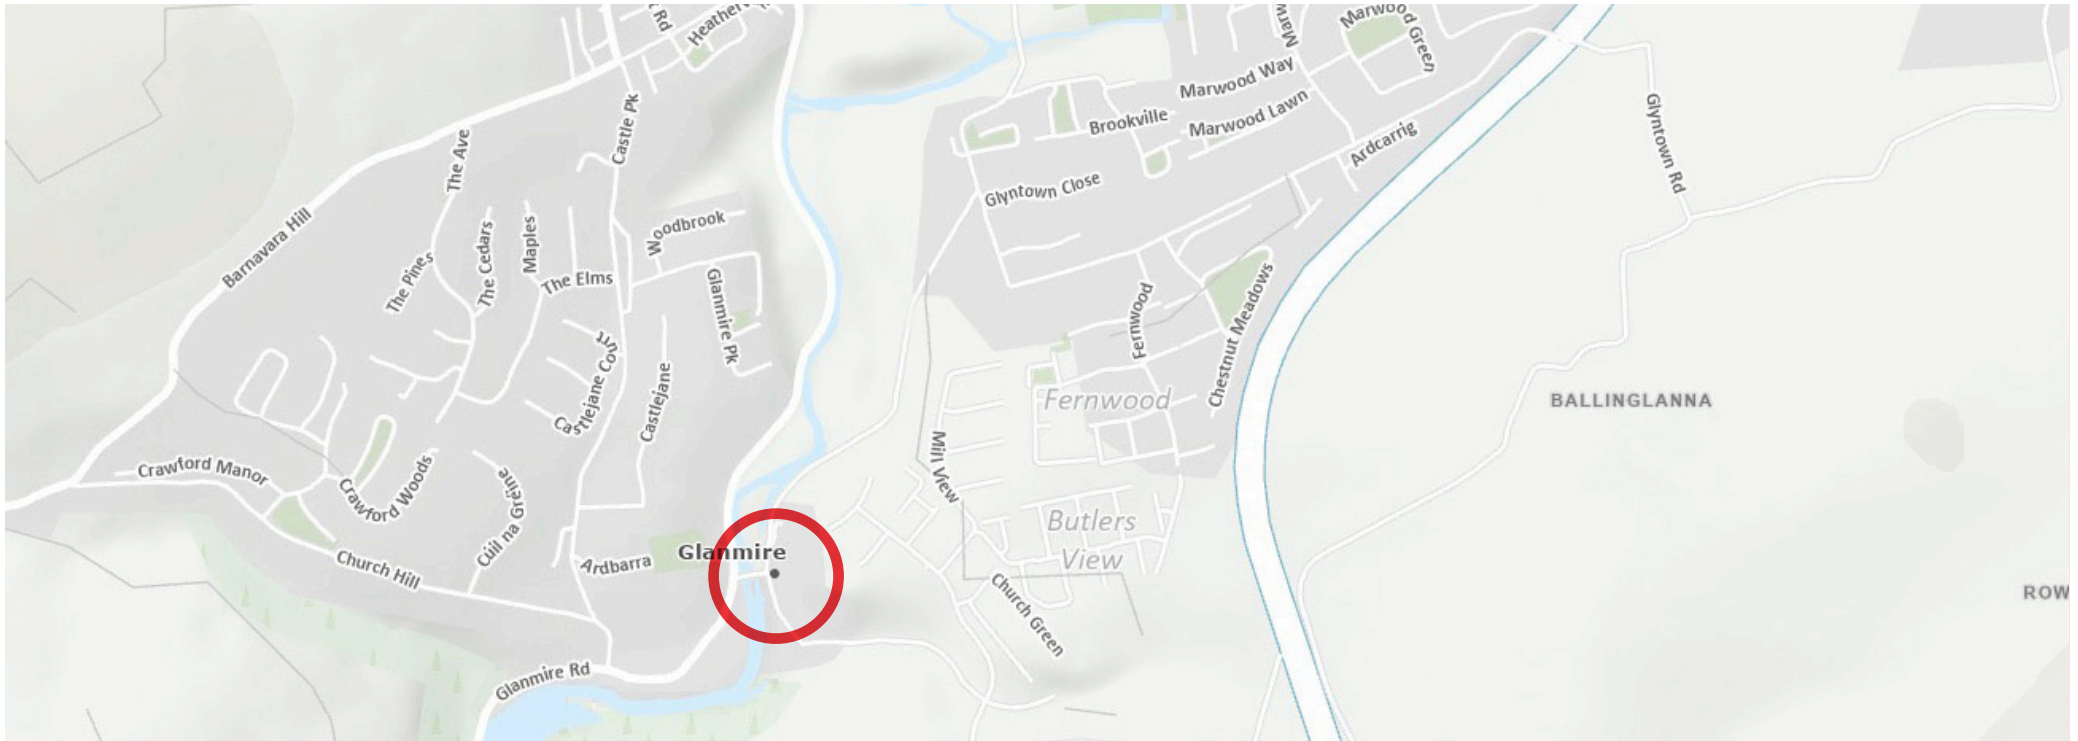 Rd
Heather
Marwood
Green
Marwood Way
Marwood Lawn
Brookville
Ardcarrig
Glyntown Rd
Castle Pk
The Ave
Glyntown Close
Barnavara Hill
Woodbrook
The Cedars
Maples
The Pines
The Elms
Glanmire Pk
Fernwood
Chestnut Meadows
Castlejane Court
Castlejane
Fernwood
BALLINGLANNA
Mill View
Crawford Manor
Crawford Woods
Cúil na Gréine
Butlers
View
Glanmire
Ardbarra
Church Hill
Church Green
ROW
Glanmire Rd